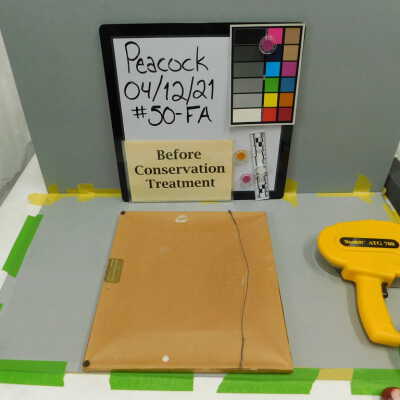 Peacock
04/12/21
#50-FA
Before
Conservation
Treatment
ATG 700